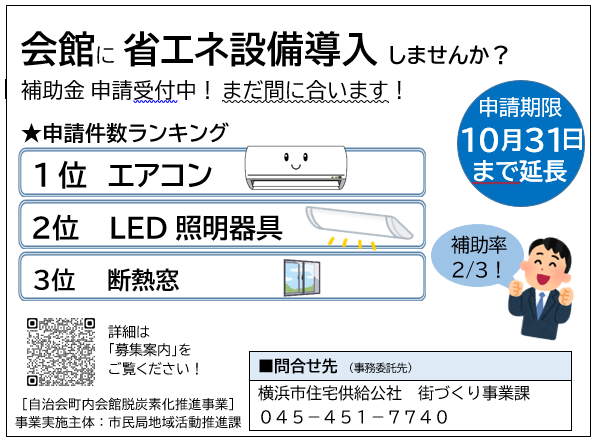 会館に 省エネ設備導入 しませんか？
補助金 申請受付中！ まだ間に合います！
申請期限
10月31日
まで延長
★申請件数ランキング
1位 エアコン
2位 LED 照明器具
3位 断熱窓
補助率
2/3！
詳細は
「募集案内」を
ご覧ください！
［自治会町内会館脱炭素化推進事業］
事業実施主体：市民局地域活動推進課
■問合せ先 （事務委託先）
横浜市住宅供給公社 街づくり事業課
０４５－４５１－７７４０